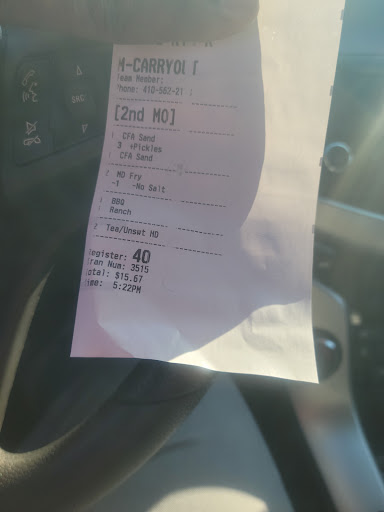 M-CARRYOU
Team Member:
Phone: 410-562-21
[2nd MO]
1 CFA Sand
3 +Pickles
1 CFA Sand
2 MD Fry
-1 -No Salt
1 BBQ
1 Ranch
2 Tea/Unswt MD
Register: 40
Tran Num: 3515
Total: $15.67
Time: 5:22PM
SRC